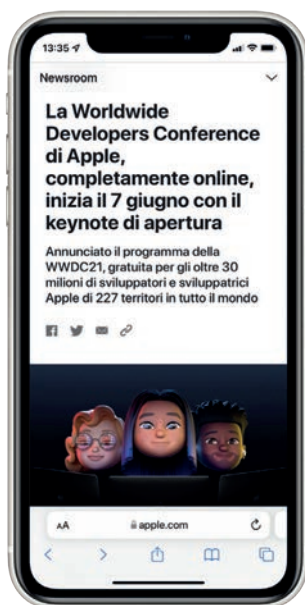 13:35
Newsroom
La Worldwide
Developers Conference
di Apple,
completamente online,
inizia il 7 giugno con il
keynote di apertura
Annunciato il programma della
WWDC21, gratuita per gli oltre 30
milioni di sviluppatori e sviluppatrici
Apple di 227 territori in tutto il mondo
AA
apple.com